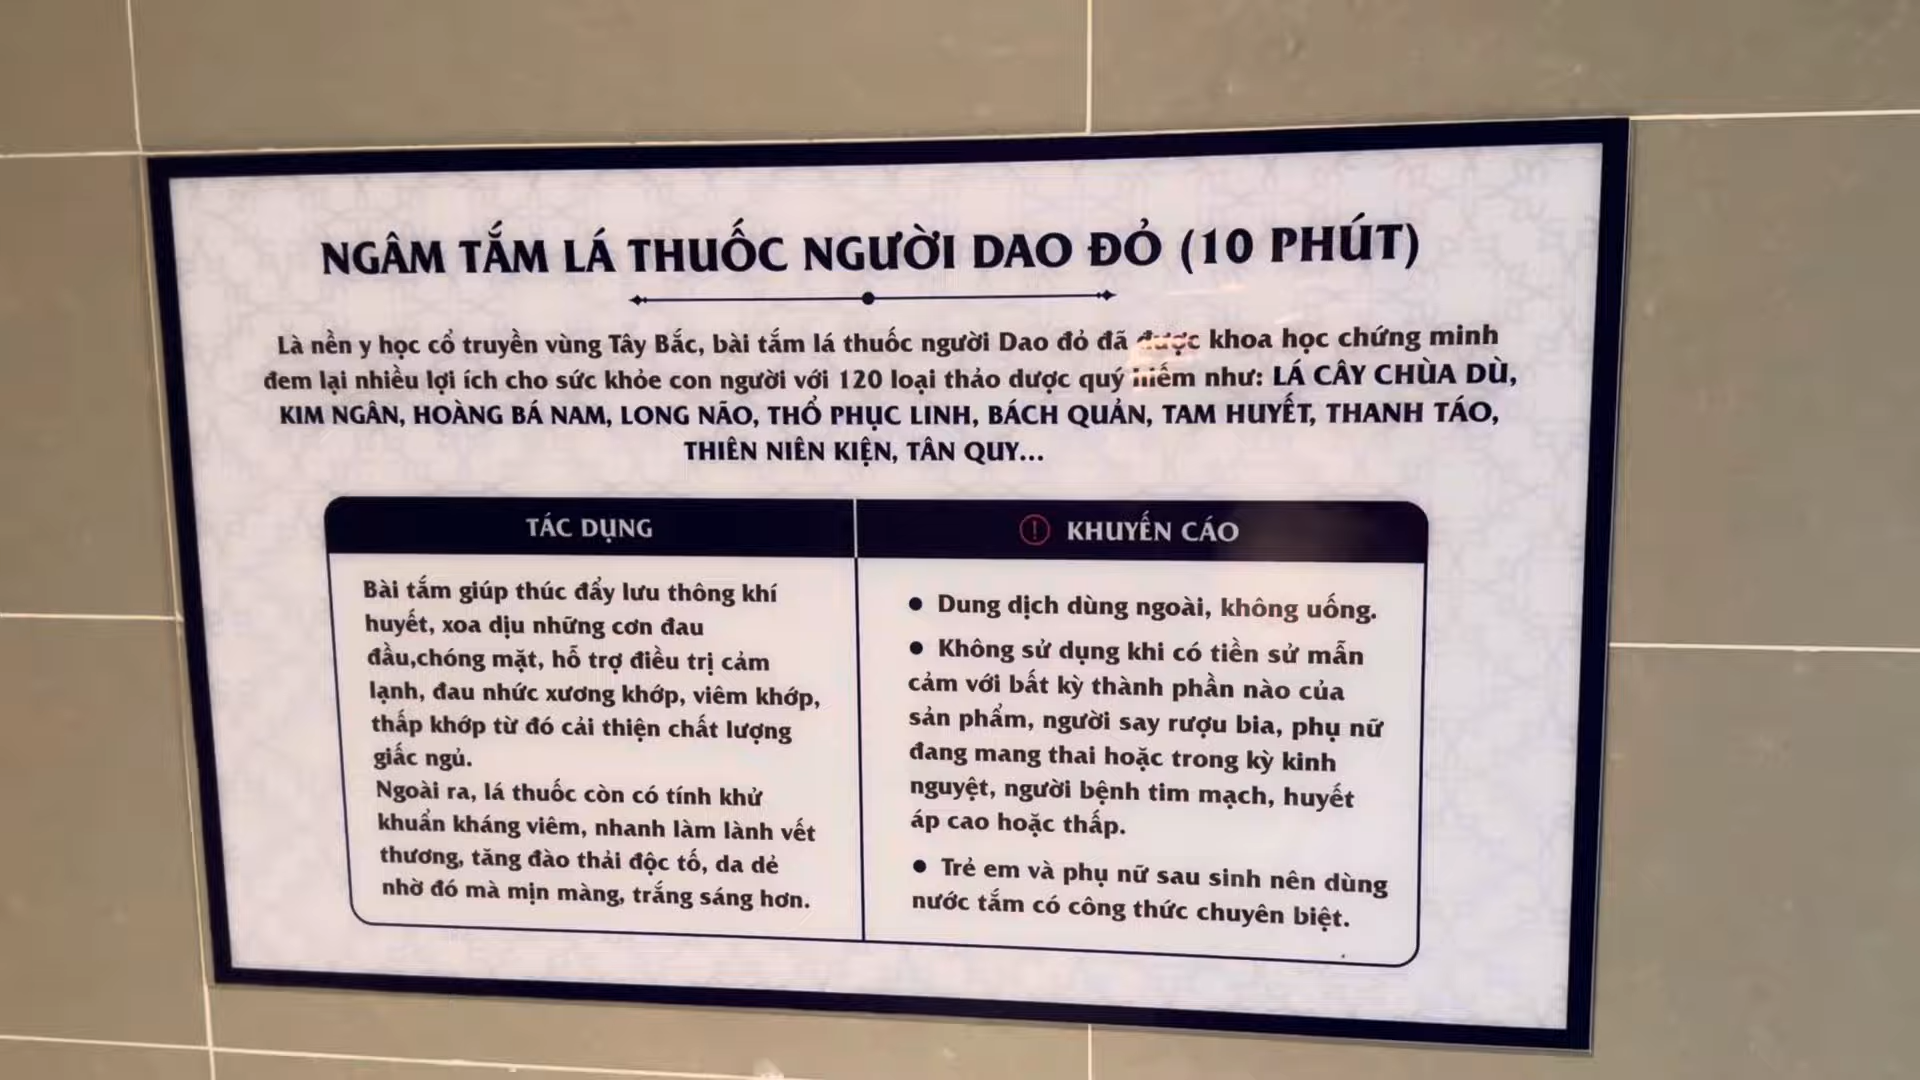 NGÂM TẮM LÁ THUỐC NGƯỜI DAO ĐỎ (10 PHÚT)
Là nền y học cổ truyền vùng Tây Bắc, bài tắm lá thuốc người Dao đỏ đã được khoa học chứng minh
đem lại nhiều lợi ích cho sức khỏe con người với 120 loại thảo dược quý hiếm như: LÁ CÂY CHÙA DÙ,
KIM NGÂN, HOÀNG BÁ NAM, LONG NÃO, THỔ PHỤC LINH, BÁCH QUẢN, TAM HUYẾT, THANH TÁO,
THIÊN NIÊN KIỆN, TÂN QUY...
TÁC DỤNG
Bài tắm giúp thúc đẩy lưu thông khí
huyết, xoa dịu những cơn đau
đầu,chóng mặt, hỗ trợ điều trị cảm
lạnh, đau nhức xương khớp, viêm khớp,
thấp khớp từ đó cải thiện chất lượng
giấc ngủ.
Ngoài ra, lá thuốc còn có tính khử
khuẩn kháng viêm, nhanh làm lành vết
thương, tăng đào thải độc tố, da dẻ
nhờ đó mà mịn màng, trắng sáng hơn.
! KHUYẾN CÁO
● Dung dịch dùng ngoài, không uống.
● Không sử dụng khi có tiền sử mẫn
cảm với bất kỳ thành phần nào của
sản phẩm, người say rượu bia, phụ nữ
đang mang thai hoặc trong kỳ kinh
nguyệt, người bệnh tim mạch, huyết
áp cao hoặc thấp.
● Trẻ em và phụ nữ sau sinh nên dùng
nước tắm có công thức chuyên biệt.